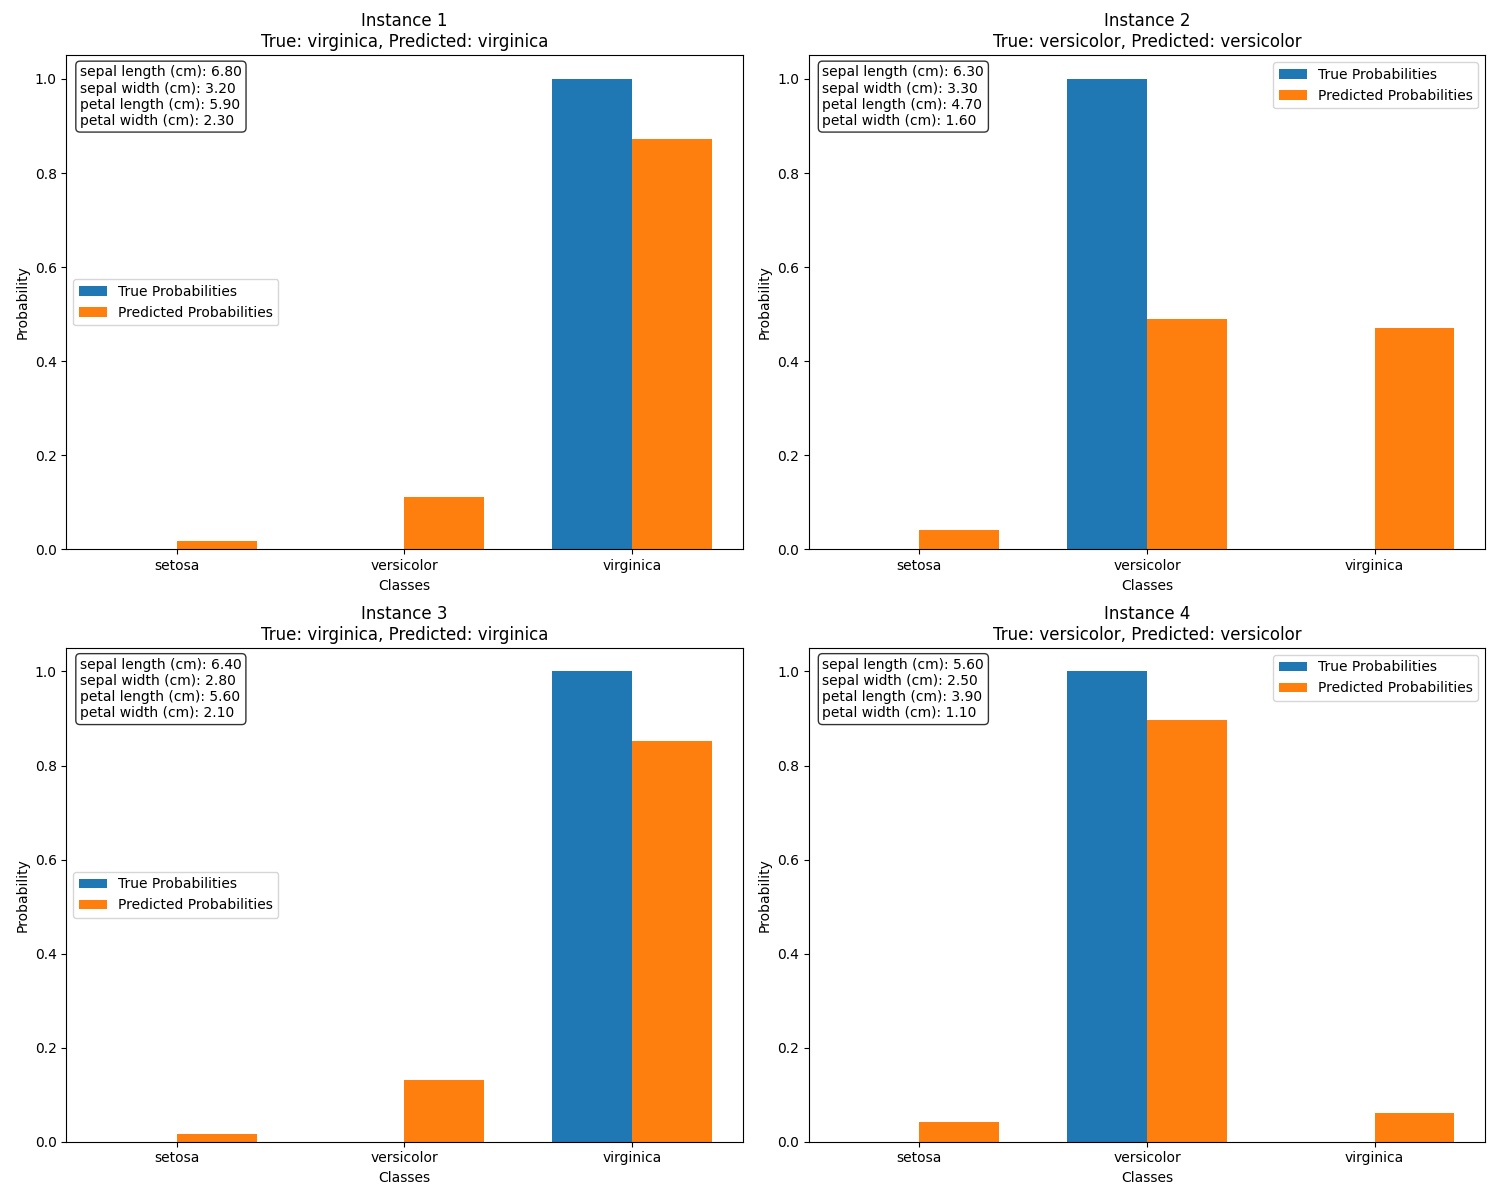 Instance 1
True: virginica, Predicted: virginica
sepal length (cm): 6.80
sepal width (cm): 3.20
petal length (cm): 5.90
petal width (cm): 2.30
True Probabilities
Predicted Probabilities
Probability
1.0
0.8
0.6
0.4
0.2
0.0
setosa versicolor virginica
Classes
Instance 2
True: versicolor, Predicted: versicolor
sepal length (cm): 6.30
sepal width (cm): 3.30
petal length (cm): 4.70
petal width (cm): 1.60
True Probabilities
Predicted Probabilities
Probability
1.0
0.8
0.6
0.4
0.2
0.0
setosa versicolor virginica
Classes
Instance 3
True: virginica, Predicted: virginica
sepal length (cm): 6.40
sepal width (cm): 2.80
petal length (cm): 5.60
petal width (cm): 2.10
True Probabilities
Predicted Probabilities
Probability
1.0
0.8
0.6
0.4
0.2
0.0
setosa versicolor virginica
Classes
Instance 4
True: versicolor, Predicted: versicolor
sepal length (cm): 5.60
sepal width (cm): 2.50
petal length (cm): 3.90
petal width (cm): 1.10
True Probabilities
Predicted Probabilities
Probability
1.0
0.8
0.6
0.4
0.2
0.0
setosa versicolor virginica
Classes